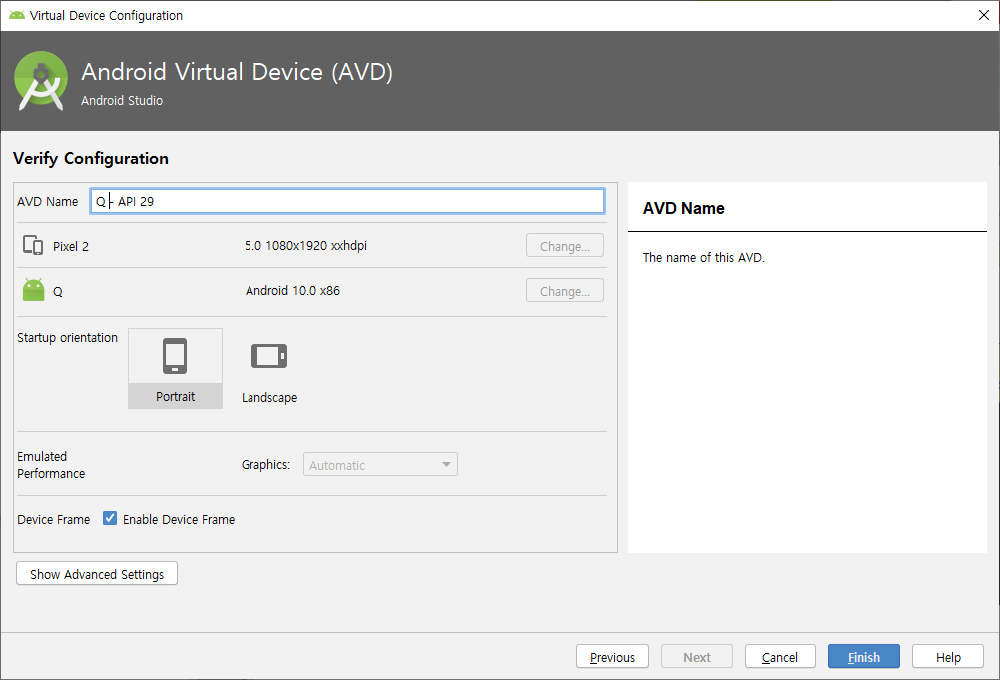 Virtual Device Configuration
Android Virtual Device (AVD)
Android Studio
Verify Configuration
AVD Name
Q - API 29
Pixel 2
5.0 1080x1920 xxhdpi
Change...
Q
Android 10.0 x86
Change...
Startup orientation
Portrait
Landscape
Emulated
Performance
Graphics:
Automatic
Device Frame
Enable Device Frame
Show Advanced Settings
AVD Name
The name of this AVD.
Previous
Next
Cancel
Finish
Help